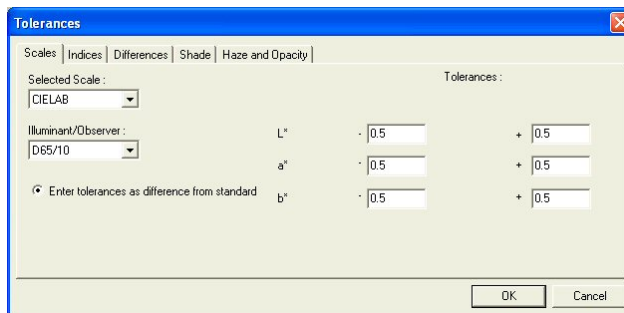 Tolerances
Scales Indices Differences Shade Haze and Opacity
Selected Scale :
Tolerances :
CIELAB
Illuminant/Observer :
D65/10
L* - 0.5 + 0.5
a* - 0.5 + 0.5
Enter tolerances as difference from standard
b* - 0.5 + 0.5
OK Cancel